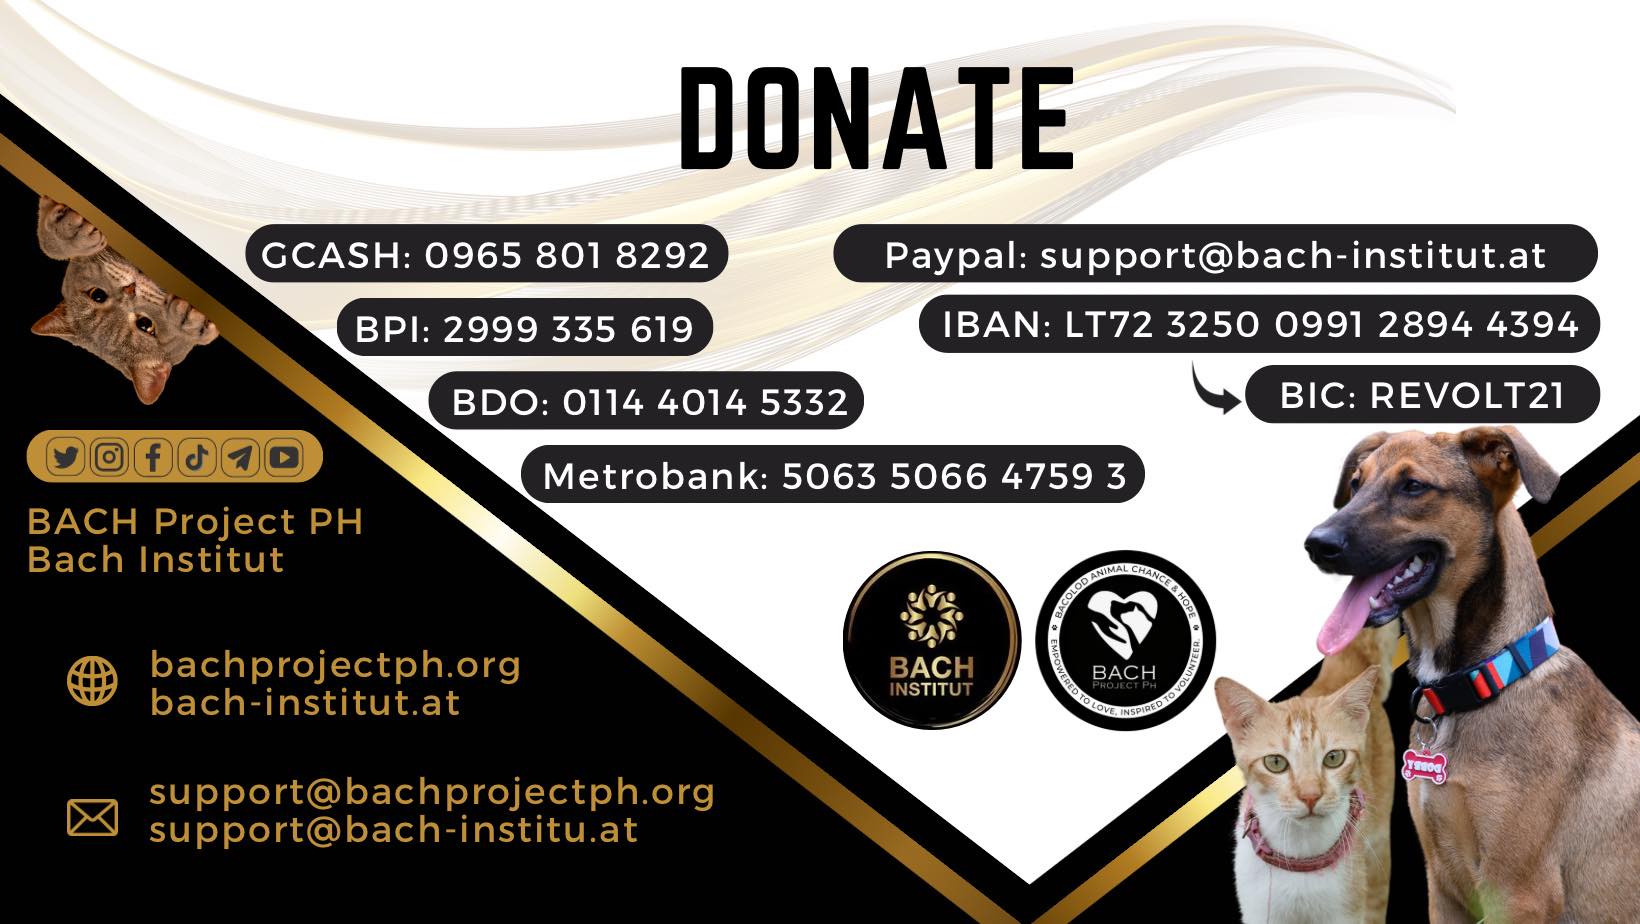 DONATE
GCASH: 0965 801 8292
BPI: 2999 335 619
BDO: 0114 4014 5332
Metrobank: 5063 5066 4759 3
Paypal: support@bach-institut.at
IBAN: LT72 3250 0991 2894 4394
BIC: REVOLT21
BACH Project PH
Bach Institut
bachprojectph.org
bach-institut.at
support@bachprojectph.org
support@bach-institu.at
BACH
INSTITUT
BACOLOD ANIMAL CHANCE & HOPE
BACH
PROJECT PH
EMPOWERED TO LOVE, INSPIRED TO VOLUNTEER.
BOBBY